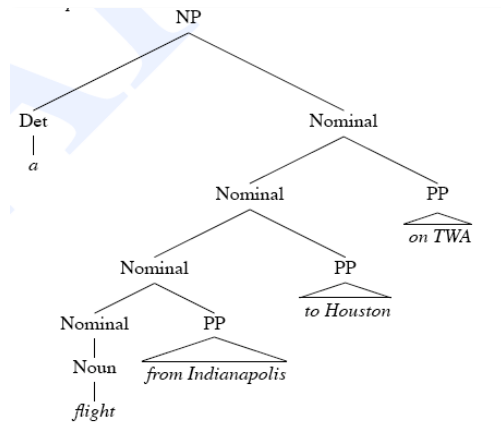 NP
Det Nominal
a
Nominal PP
on TWA
Nominal PP
to Houston
Nominal PP
Noun from Indianapolis
flight